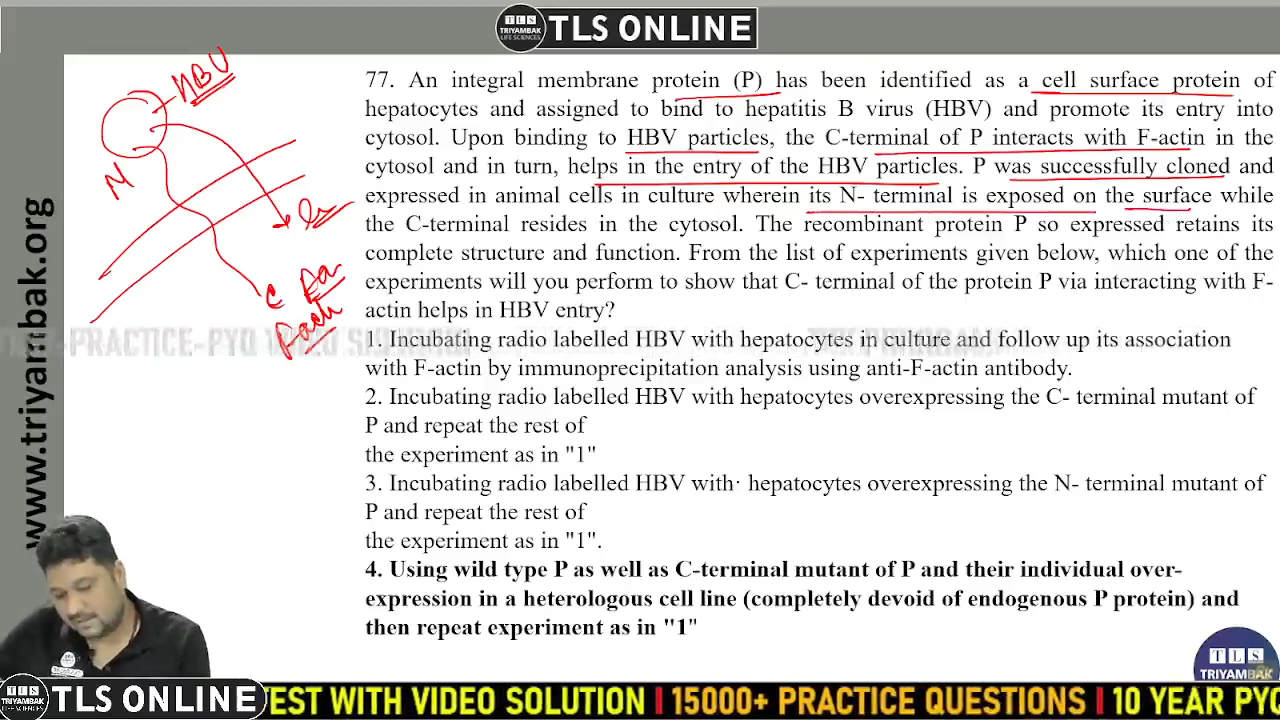 TLS TRIYAMBAK LIFE SCIENCES TLS ONLINE
HBV
N
C
www.triyambak.org
77. An integral membrane protein (P) has been identified as a cell surface protein of
hepatocytes and assigned to bind to hepatitis B virus (HBV) and promote its entry into
cytosol. Upon binding to HBV particles, the C-terminal of P interacts with F-actin in the
cytosol and in turn, helps in the entry of the HBV particles. P was successfully cloned and
expressed in animal cells in culture wherein its N- terminal is exposed on the surface while
the C-terminal resides in the cytosol. The recombinant protein P so expressed retains its
complete structure and function. From the list of experiments given below, which one of the
experiments will you perform to show that C- terminal of the protein P via interacting with F-
actin helps in HBV entry?
1. Incubating radio labelled HBV with hepatocytes in culture and follow up its association
with F-actin by immunoprecipitation analysis using anti-F-actin antibody.
2. Incubating radio labelled HBV with hepatocytes overexpressing the C- terminal mutant of
P and repeat the rest of
the experiment as in "1"
3. Incubating radio labelled HBV with· hepatocytes overexpressing the N- terminal mutant of
P and repeat the rest of
the experiment as in "1".
4. Using wild type P as well as C-terminal mutant of P and their individual over-
expression in a heterologous cell line (completely devoid of endogenous P protein) and
then repeat experiment as in "1"
TLS TRIYAMBAK
TLS TRIYAMBAK LIFE SCIENCES TLS ONLINE
TEST WITH VIDEO SOLUTION I 15000+ PRACTICE QUESTIONS I 10 YEAR PYQ